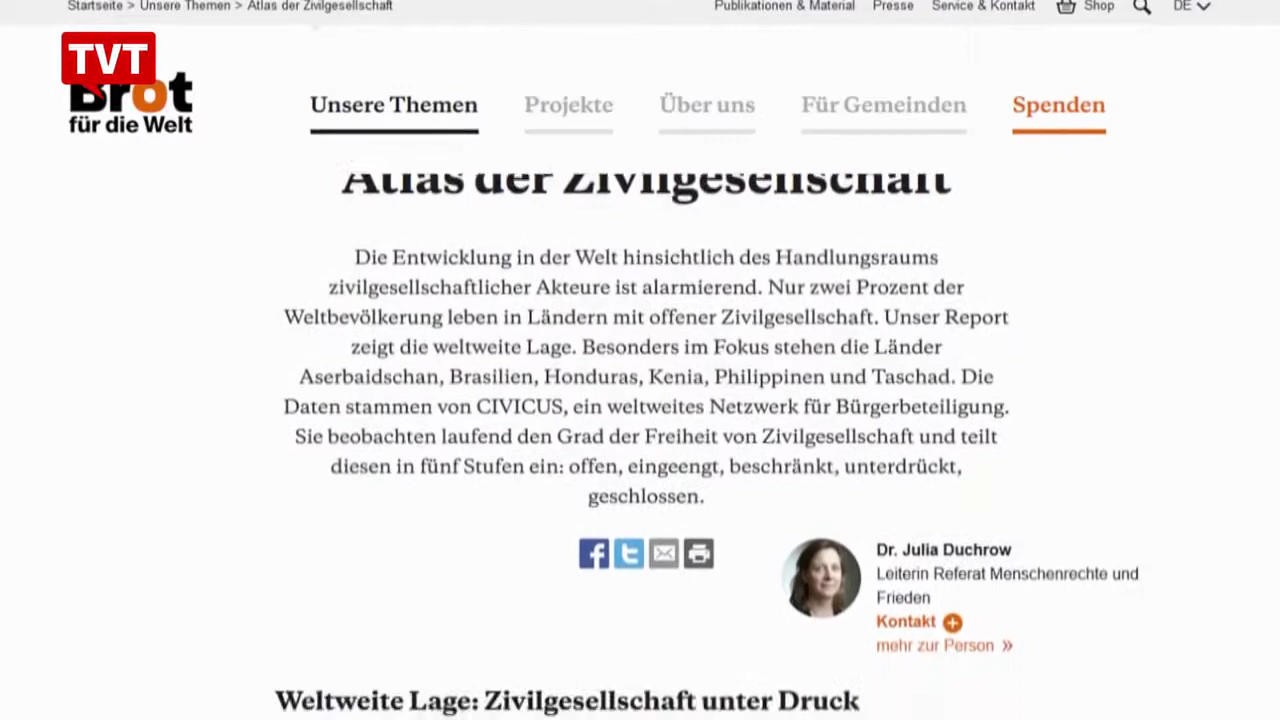 Startseite > Unsere Themen > Atlas der Zivilgesellschaft
Publikationen & Material Presse Service & Kontakt Shop DE
TVT
Brot
für die Welt
Unsere Themen Projekte Über uns Für Gemeinden Spenden
Atlas der Zivilgesellschaft
Die Entwicklung in der Welt hinsichtlich des Handlungsraums
zivilgesellschaftlicher Akteure ist alarmierend. Nur zwei Prozent der
Weltbevölkerung leben in Ländern mit offener Zivilgesellschaft. Unser Report
zeigt die weltweite Lage. Besonders im Fokus stehen die Länder
Aserbaidschan, Brasilien, Honduras, Kenia, Philippinen und Taschad. Die
Daten stammen von CIVICUS, ein weltweites Netzwerk für Bürgerbeteiligung.
Sie beobachten laufend den Grad der Freiheit von Zivilgesellschaft und teilt
diesen in fünf Stufen ein: offen, eingeengt, beschränkt, unterdrückt,
geschlossen.
Dr. Julia Duchrow
Leiterin Referat Menschenrechte und
Frieden
Kontakt
mehr zur Person »
Weltweite Lage: Zivilgesellschaft unter Druck